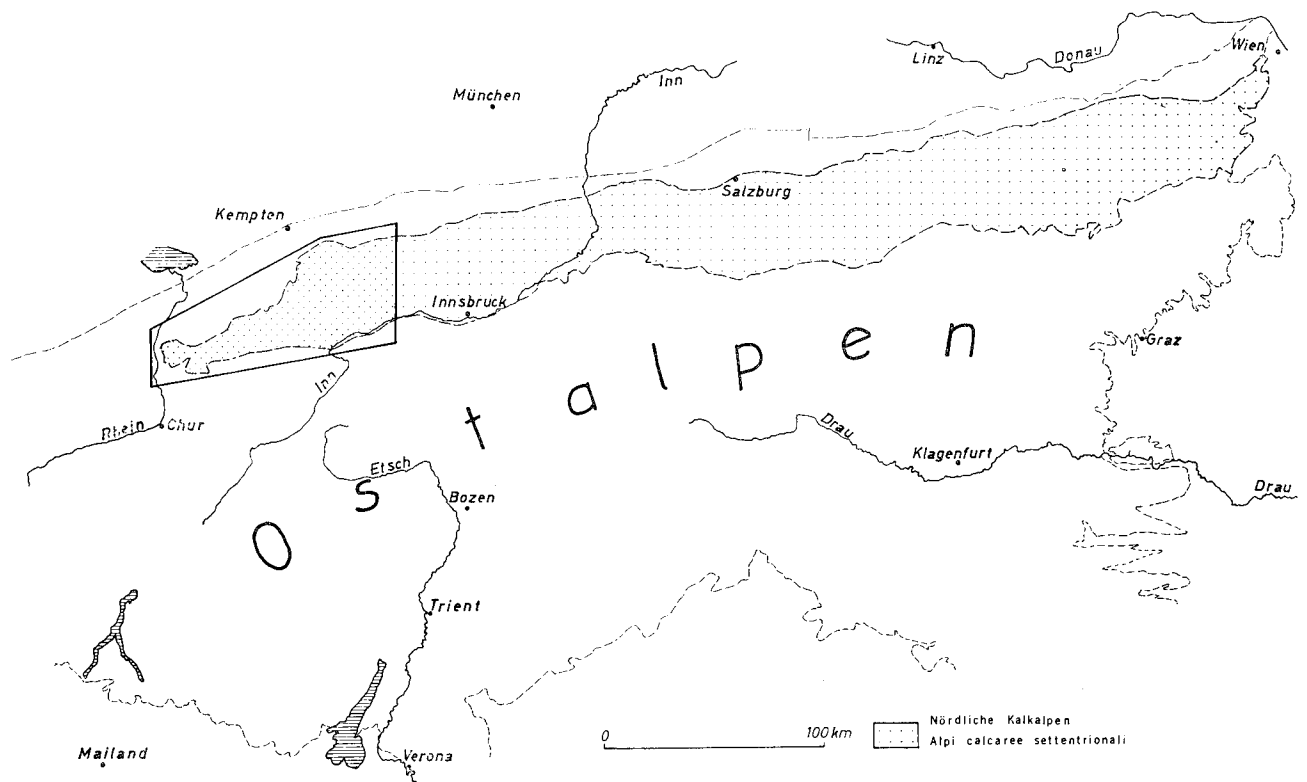 Linz
Donau
Wien
Inn
München
Salzburg
Kempten
Innsbruck
Inn
Graz
Rhein
Chur
Drau
Klagenfurt
Etsch
Drau
Bozen
Ostalpen
Trient
Mailand
Verona
0 100 km
Nördliche Kalkalpen
Alpi calcaree settentrionali